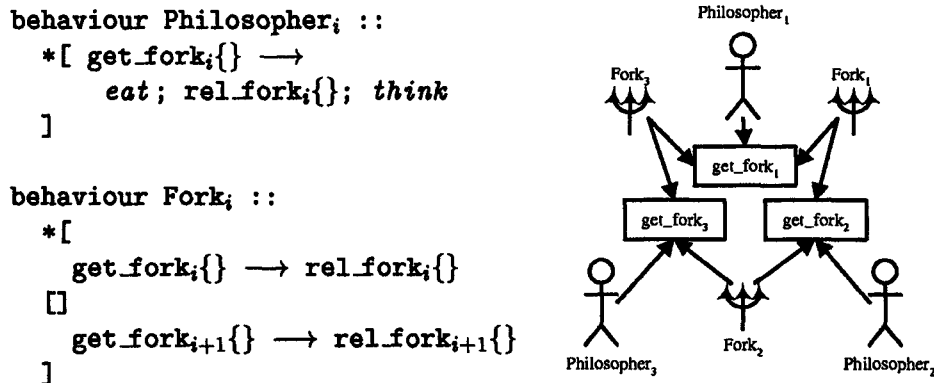 behaviour Philosopherᵢ ::
*[ get_forkᵢ{} ⟶
eat; rel_forkᵢ{}; think
]
behaviour Forkᵢ ::
*[
get_forkᵢ{} ⟶ rel_forkᵢ{}
[]
get_forkᵢ₊₁{} ⟶ rel_forkᵢ₊₁{}
]
Philosopher₁
Fork₃
Fork₁
get_fork₁
get_fork₃
get_fork₂
Philosopher₃
Fork₂
Philosopher₂